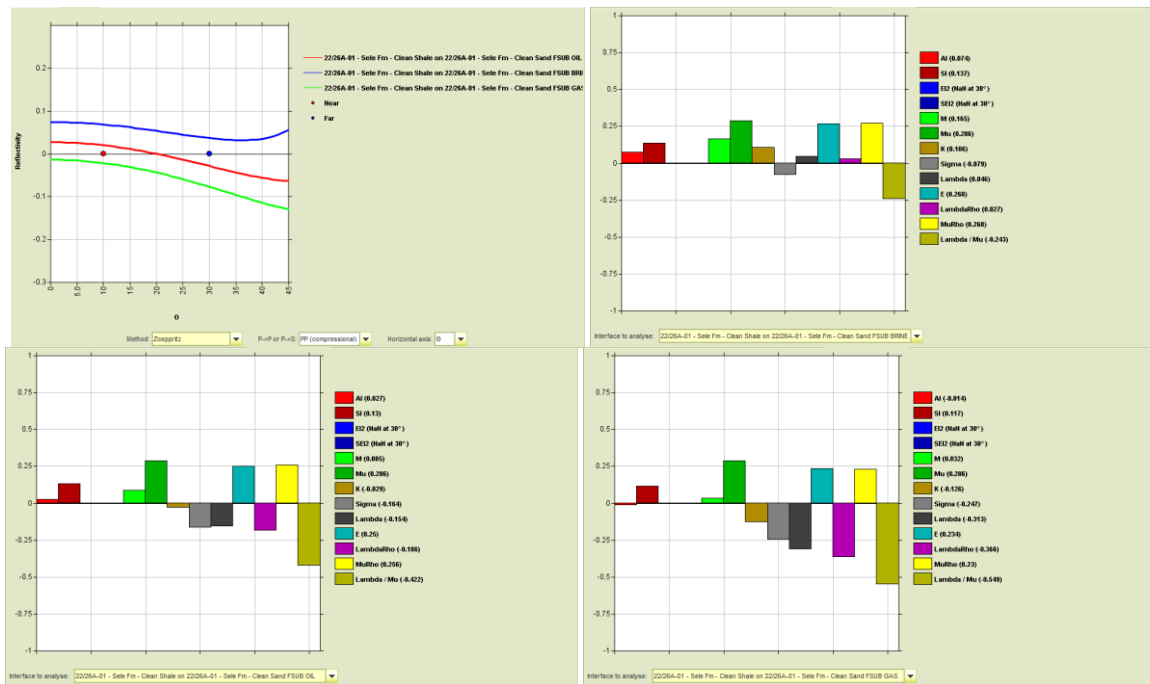 0.2
0.1
0
-0.1
-0.2
-0.3
Reflectivity
0
5.0
10
15
20
25
30
35
40
45
O
22/26A-01 - Sele Fm - Clean Shale on 22/26A-01 - Sele Fm - Clean Sand FSUB OIL
22/26A-01 - Sele Fm - Clean Shale on 22/26A-01 - Sele Fm - Clean Sand FSUB BRI
22/26A-01 - Sele Fm - Clean Shale on 22/26A-01 - Sele Fm - Clean Sand FSUB GAS
Near
Far
Method: Zoeppritz P->P or P->S: PP (compressional) Horizontal axis: O
1
0.75
0.5
0.25
0
-0.25
-0.5
-0.75
-1
AI (0.074)
SI (0.137)
EI2 (NaN at 30°)
SEI2 (NaN at 30°)
M (0.165)
Mu (0.286)
K (0.106)
Sigma (-0.079)
Lambda (0.046)
E (0.268)
LambdaRho (0.027)
MuRho (0.268)
Lambda / Mu (-0.243)
Interface to analyse: 22/26A-01 - Sele Fm - Clean Shale on 22/26A-01 - Sele Fm - Clean Sand FSUB BRINE
1
0.75
0.5
0.25
0
-0.25
-0.5
-0.75
-1
AI (0.027)
SI (0.13)
EI2 (NaN at 30°)
SEI2 (NaN at 30°)
M (0.085)
Mu (0.286)
K (-0.029)
Sigma (-0.164)
Lambda (-0.154)
E (0.25)
LambdaRho (-0.186)
MuRho (0.256)
Lambda / Mu (-0.422)
Interface to analyse: 22/26A-01 - Sele Fm - Clean Shale on 22/26A-01 - Sele Fm - Clean Sand FSUB OIL
1
0.75
0.5
0.25
0
-0.25
-0.5
-0.75
-1
AI (-0.014)
SI (0.117)
EI2 (NaN at 30°)
SEI2 (NaN at 30°)
M (0.032)
Mu (0.286)
K (-0.126)
Sigma (-0.247)
Lambda (-0.313)
E (0.234)
LambdaRho (-0.366)
MuRho (0.23)
Lambda / Mu (-0.549)
Interface to analyse: 22/26A-01 - Sele Fm - Clean Shale on 22/26A-01 - Sele Fm - Clean Sand FSUB GAS